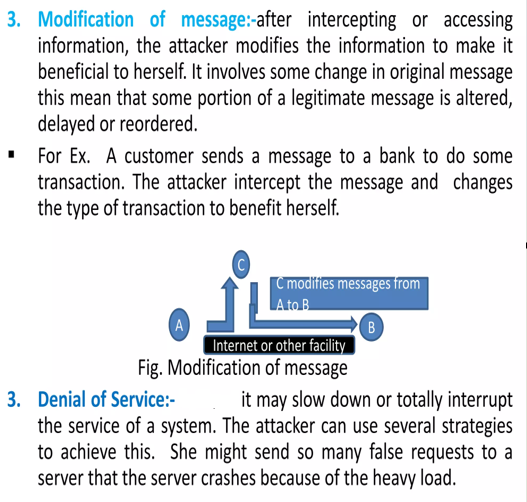 3. Modification of message:-after intercepting or accessing
information, the attacker modifies the information to make it
beneficial to herself. It involves some change in original message
this mean that some portion of a legitimate message is altered,
delayed or reordered.
▪ For Ex. A customer sends a message to a bank to do some
transaction. The attacker intercept the message and changes
the type of transaction to benefit herself.
C
C modifies messages from
A to B
A
B
Internet or other facility
Fig. Modification of message
3. Denial of Service:- it may slow down or totally interrupt
the service of a system. The attacker can use several strategies
to achieve this. She might send so many false requests to a
server that the server crashes because of the heavy load.